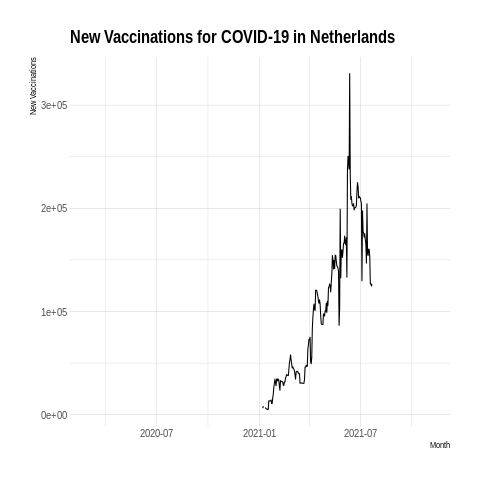 New Vaccinations for COVID-19 in Netherlands
New Vaccinations
3e+05
2e+05
1e+05
0e+00
2020-07 2021-01 2021-07
Month